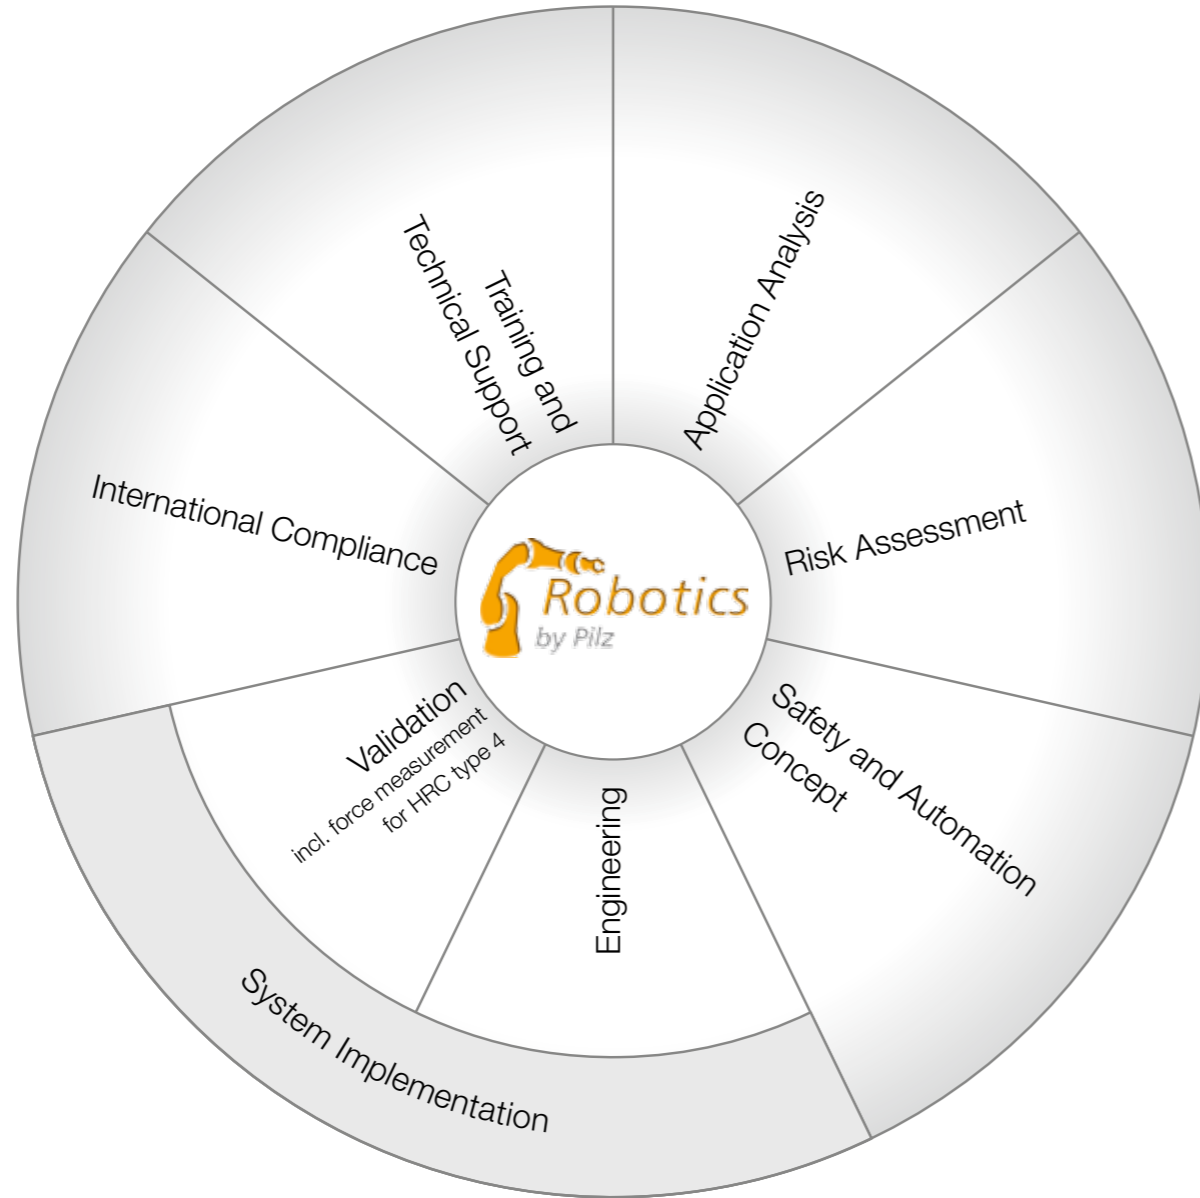 Application Analysis
Risk Assessment
Safety and Automation
Concept
Engineering
Validation
incl. force measurement
for HRC type 4
System Implementation
International Compliance
Training and
Technical Support
Robotics
by Pilz